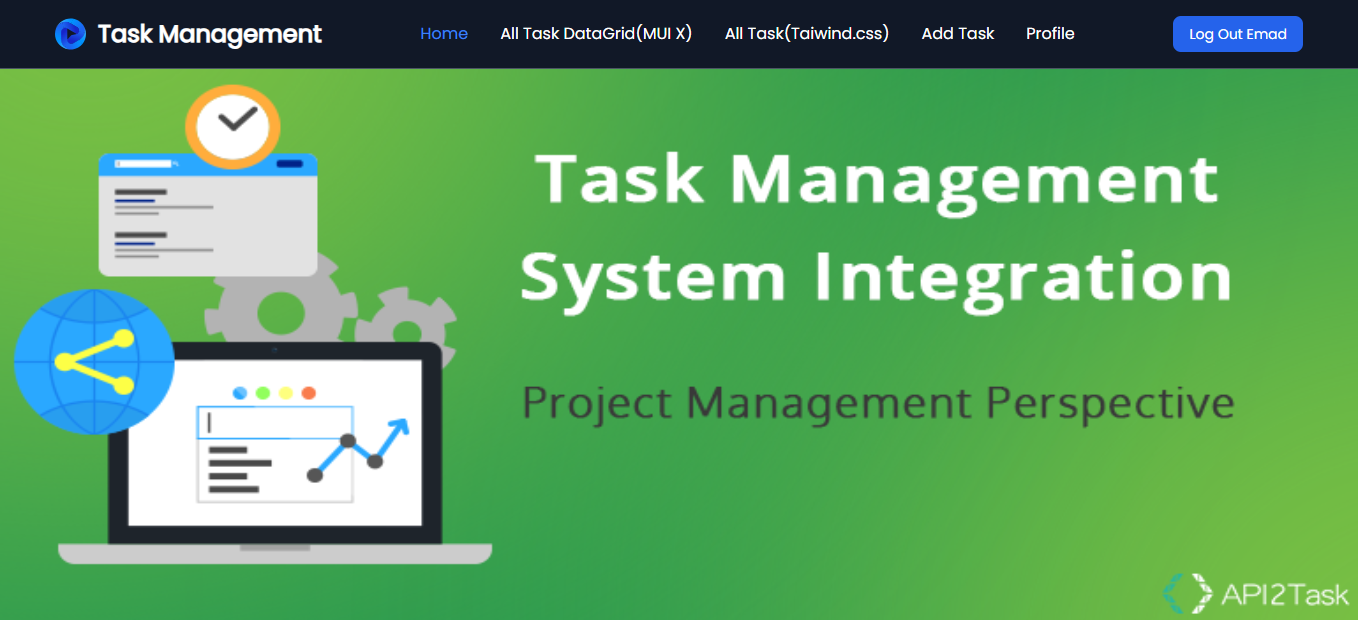 Task Management
Home
All Task DataGrid(MUI X)
All Task(Taiwind.css)
Add Task
Profile
Log Out Emad
Task Management
System Integration
Project Management Perspective
API2Task